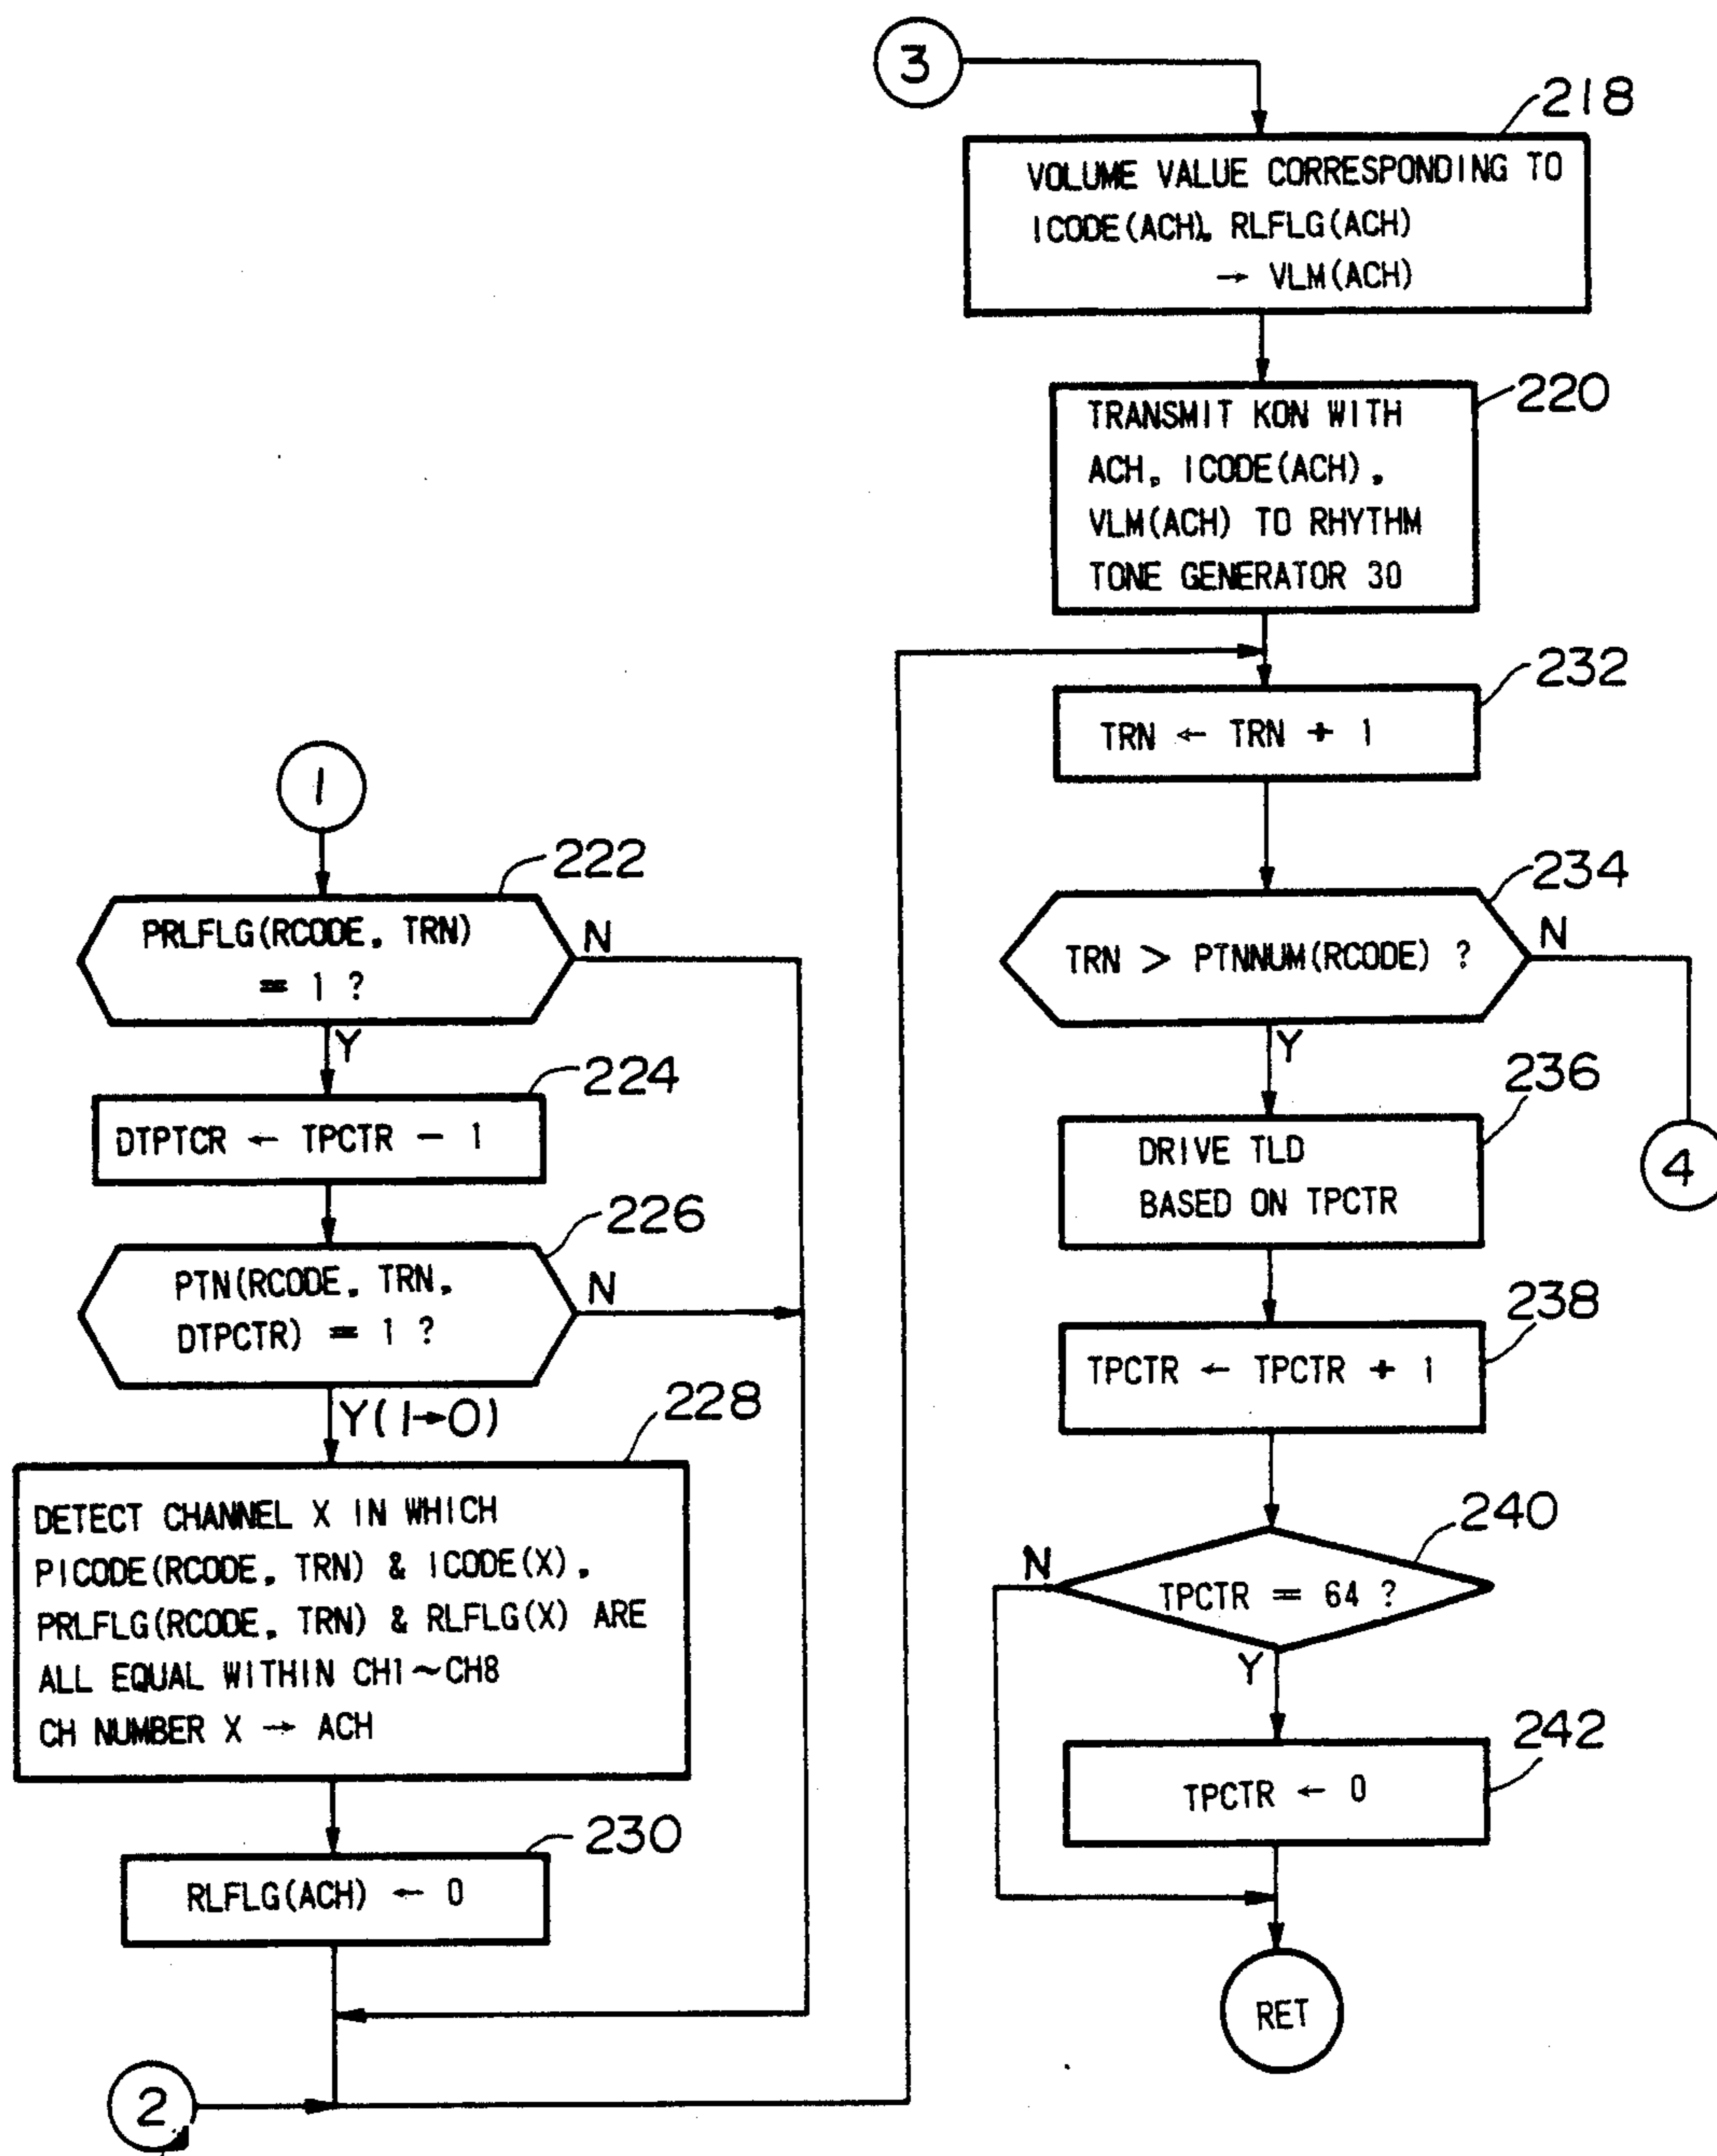 3
218
VOLUME VALUE CORRESPONDING TO
ICODE(ACH), RLFLG(ACH)
→ VLM(ACH)
220
TRANSMIT KON WITH
ACH, ICODE(ACH),
VLM(ACH) TO RHYTHM
TONE GENERATOR 30
232
TRN ← TRN + 1
234
TRN > PTNNUM(RCODE) ?
N
Y
4
236
DRIVE TLD
BASED ON TPCTR
238
TPCTR ← TPCTR + 1
240
N
TPCTR = 64 ?
Y
242
TPCTR ← 0
RET
1
222
PRLFLG(RCODE, TRN)
= 1 ?
N
Y
224
DTPTCR ← TPCTR - 1
226
PTN(RCODE, TRN,
DTPCTR) = 1 ?
N
Y(1→0)
228
DETECT CHANNEL X IN WHICH
PICODE(RCODE, TRN) & ICODE(X),
PRLFLG(RCODE, TRN) & RLFLG(X) ARE
ALL EQUAL WITHIN CH1~CH8
CH NUMBER X → ACH
230
RLFLG(ACH) ← 0
2